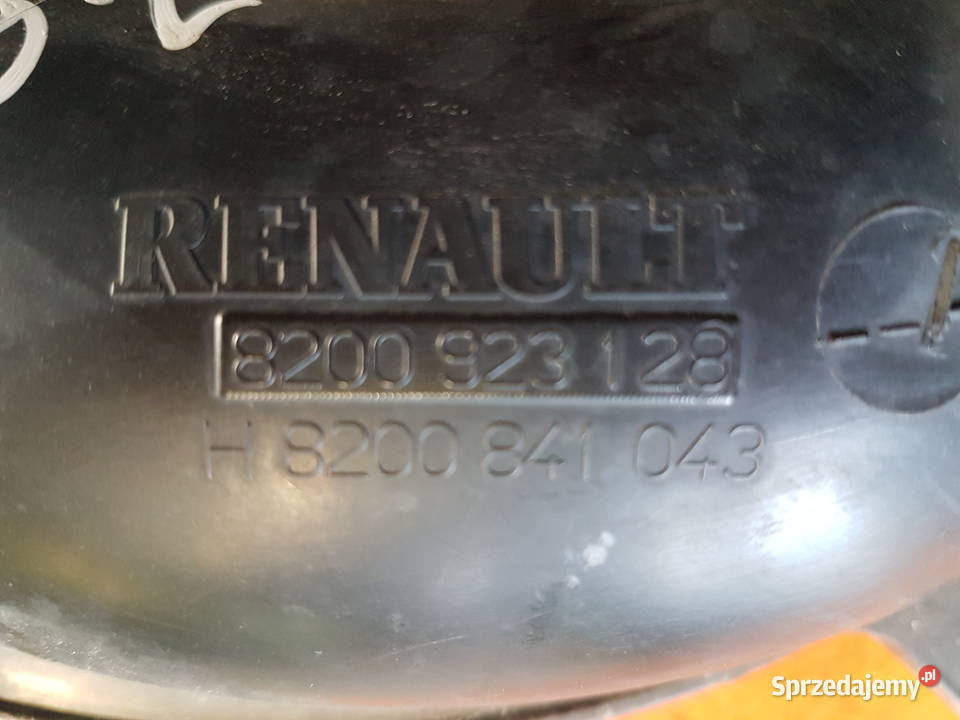 RENAULT
8200 923 128
H 8200 841 043
Sprzedajemy.pl